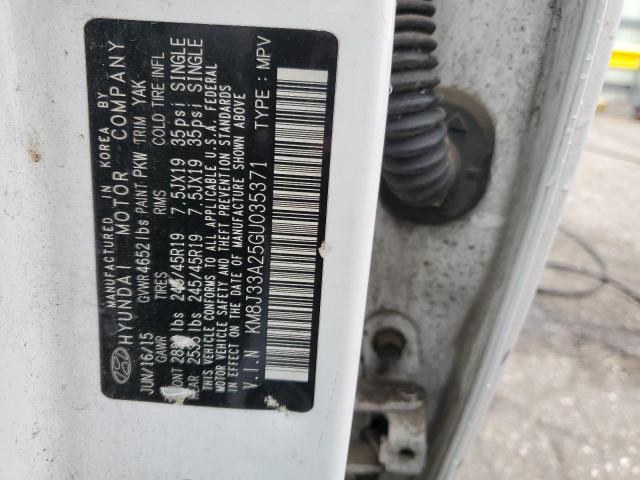 MANUFACTURED IN KOREA BY
HYUNDAI MOTOR COMPANY
JUN/16/15 GVWR 4652 lbs PAINT PKW TRIM YAK
GAWR TIRES RIMS COLD TIRE INFL
lbs 245/45R19 7.5JX19 35psi SINGLE
REAR lbs 245/45R19 7.5JX19 35psi SINGLE
THIS VEHICLE CONFORMS TO ALL APPLICABLE U.S.A. FEDERAL
MOTOR VEHICLE SAFETY AND THEFT PREVENTION STANDARDS
IN EFFECT ON THE DATE OF MANUFACTURE SHOWN ABOVE
V.I.N KM8J33A25GU035371 TYPE : MPV